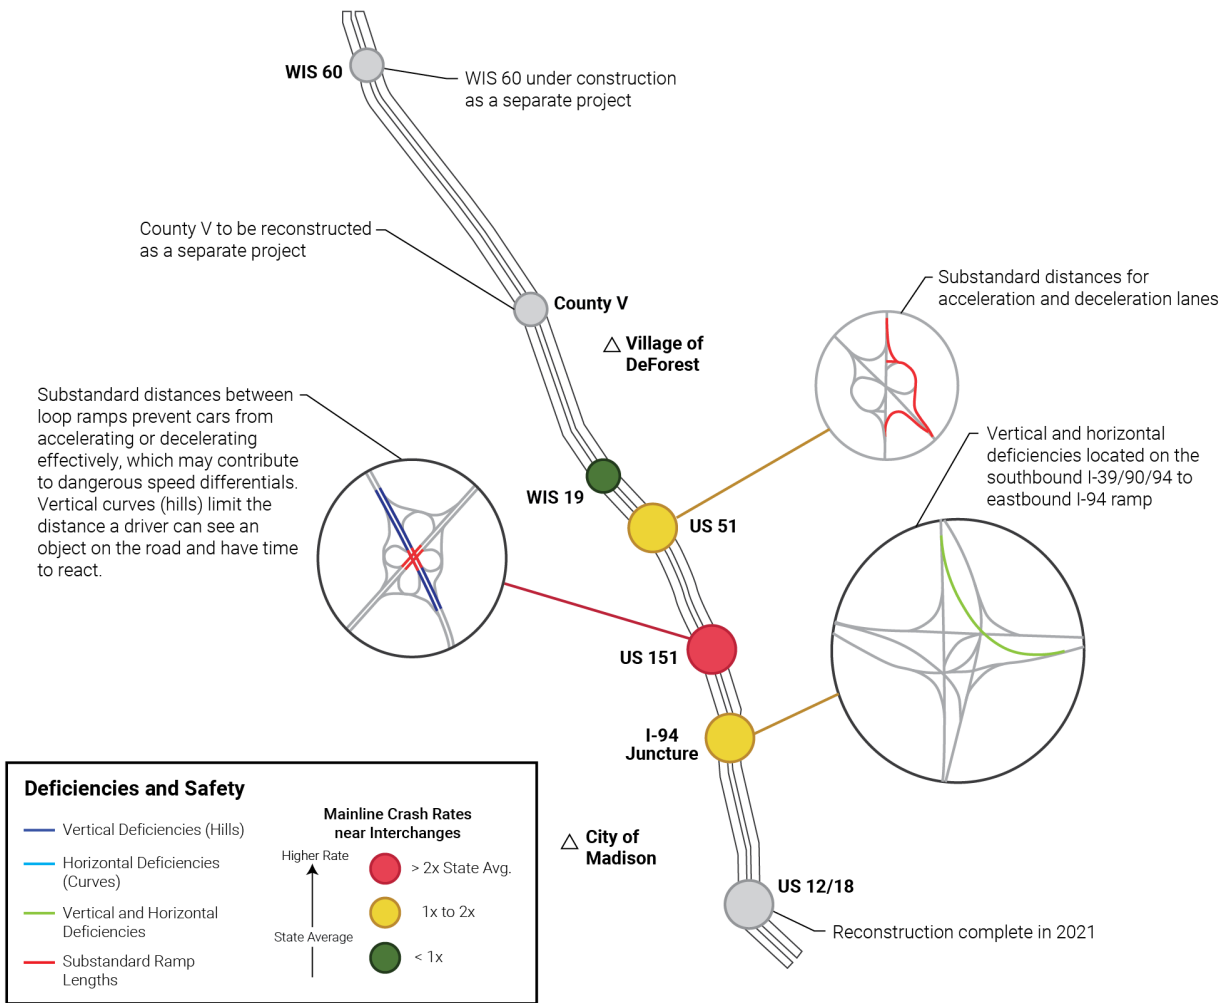 WIS 60
WIS 60 under construction
as a separate project
County V to be reconstructed
as a separate project
County V
Village of
DeForest
Substandard distances for
acceleration and deceleration lanes
Substandard distances between
loop ramps prevent cars from
accelerating or decelerating
effectively, which may contribute
to dangerous speed differentials.
Vertical curves (hills) limit the
distance a driver can see an
object on the road and have time
to react.
Vertical and horizontal
deficiencies located on the
southbound I-39/90/94 to
eastbound I-94 ramp
WIS 19
US 51
US 151
I-94
Juncture
City of
Madison
US 12/18
Reconstruction complete in 2021
Deficiencies and Safety
Vertical Deficiencies (Hills)
Horizontal Deficiencies
(Curves)
Vertical and Horizontal
Deficiencies
Substandard Ramp
Lengths
Mainline Crash Rates
near Interchanges
Higher Rate
> 2x State Avg.
1x to 2x
State Average
< 1x